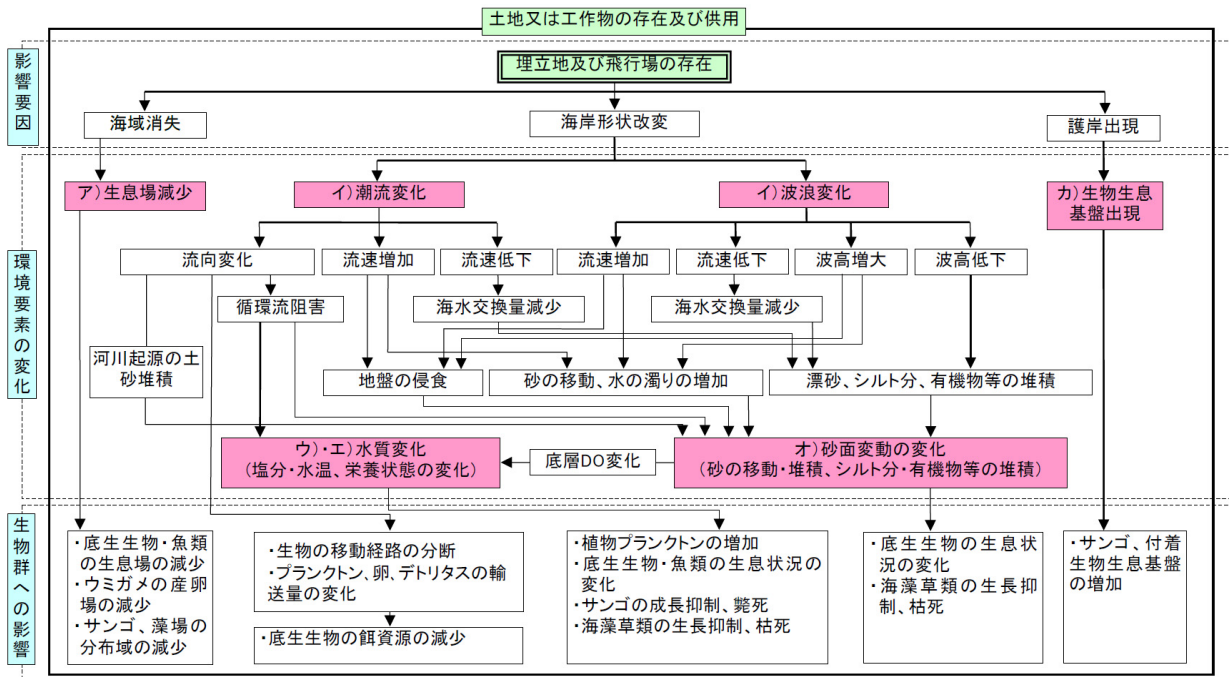 土地又は工作物の存在及び供用
影響要因
埋立地及び飛行場の存在
海域消失
海岸形状改変
護岸出現
環境要素の変化
ア)生息場減少
イ)潮流変化
イ)波浪変化
カ)生物生息
基盤出現
流向変化
流速増加
流速低下
流速増加
流速低下
波高増大
波高低下
循環流阻害
海水交換量減少
海水交換量減少
河川起源の土
砂堆積
地盤の侵食
砂の移動、水の濁りの増加
漂砂、シルト分、有機物等の堆積
ウ)・エ)水質変化
(塩分・水温、栄養状態の変化)
底層DO変化
オ)砂面変動の変化
(砂の移動・堆積、シルト分・有機物等の堆積)
生物群への影響
・底生生物・魚類
の生息場の減少
・ウミガメの産卵
場の減少
・サンゴ、藻場の
分布域の減少
・生物の移動経路の分断
・プランクトン、卵、デトリタスの輸
送量の変化
・底生生物の餌資源の減少
・植物プランクトンの増加
・底生生物・魚類の生息状況の
変化
・サンゴの成長抑制、斃死
・海藻草類の生長抑制、枯死
・底生生物の生息状
況の変化
・海藻草類の生長抑
制、枯死
・サンゴ、付着
生物生息基盤
の増加